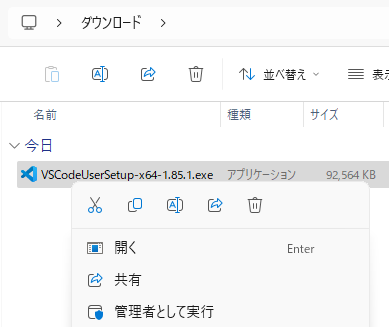 ダウンロード
並べ替え
表示
名前 種類 サイズ
今日
VSCodeUserSetup-x64-1.85.1.exe アプリケーション 92,564 KB
開く Enter
共有
管理者として実行